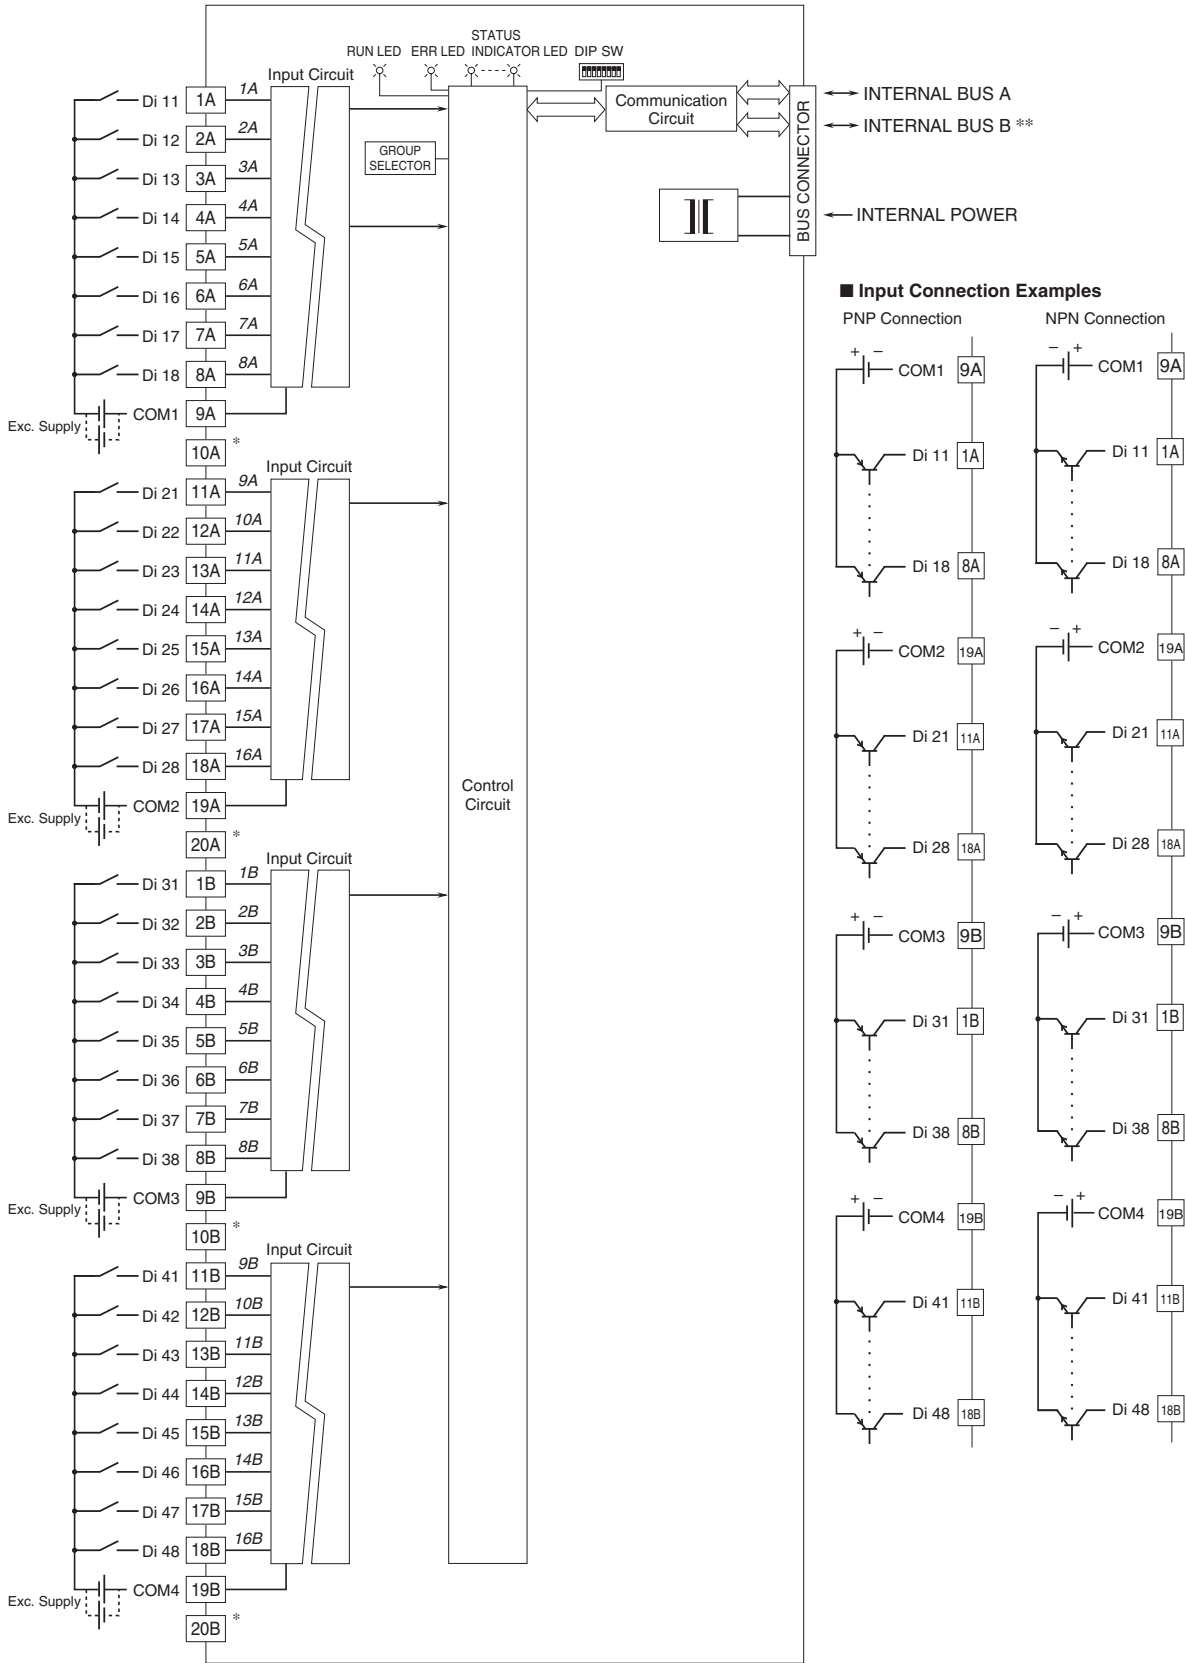 STATUS
RUN LED ERR LED INDICATOR LED DIP SW
Input Circuit
Di 11 1A 1A
Di 12 2A 2A
Di 13 3A 3A
Di 14 4A 4A
Di 15 5A 5A
Di 16 6A 6A
Di 17 7A 7A
Di 18 8A 8A
Exc. Supply COM1 9A
10A *
Input Circuit
Di 21 11A 9A
Di 22 12A 10A
Di 23 13A 11A
Di 24 14A 12A
Di 25 15A 13A
Di 26 16A 14A
Di 27 17A 15A
Di 28 18A 16A
Exc. Supply COM2 19A
20A *
Input Circuit
Di 31 1B 1B
Di 32 2B 2B
Di 33 3B 3B
Di 34 4B 4B
Di 35 5B 5B
Di 36 6B 6B
Di 37 7B 7B
Di 38 8B 8B
Exc. Supply COM3 9B
10B *
Input Circuit
Di 41 11B 9B
Di 42 12B 10B
Di 43 13B 11B
Di 44 14B 12B
Di 45 15B 13B
Di 46 16B 14B
Di 47 17B 15B
Di 48 18B 16B
Exc. Supply COM4 19B
20B *
GROUP
SELECTOR
Control
Circuit
Communication
Circuit
BUS CONNECTOR
INTERNAL BUS A
INTERNAL BUS B **
INTERNAL POWER
■ Input Connection Examples
PNP Connection
+ −
COM1 9A
Di 11 1A
Di 18 8A
+ −
COM2 19A
Di 21 11A
Di 28 18A
+ −
COM3 9B
Di 31 1B
Di 38 8B
+ −
COM4 19B
Di 41 11B
Di 48 18B
NPN Connection
− +
COM1 9A
Di 11 1A
Di 18 8A
− +
COM2 19A
Di 21 11A
Di 28 18A
− +
COM3 9B
Di 31 1B
Di 38 8B
− +
COM4 19B
Di 41 11B
Di 48 18B